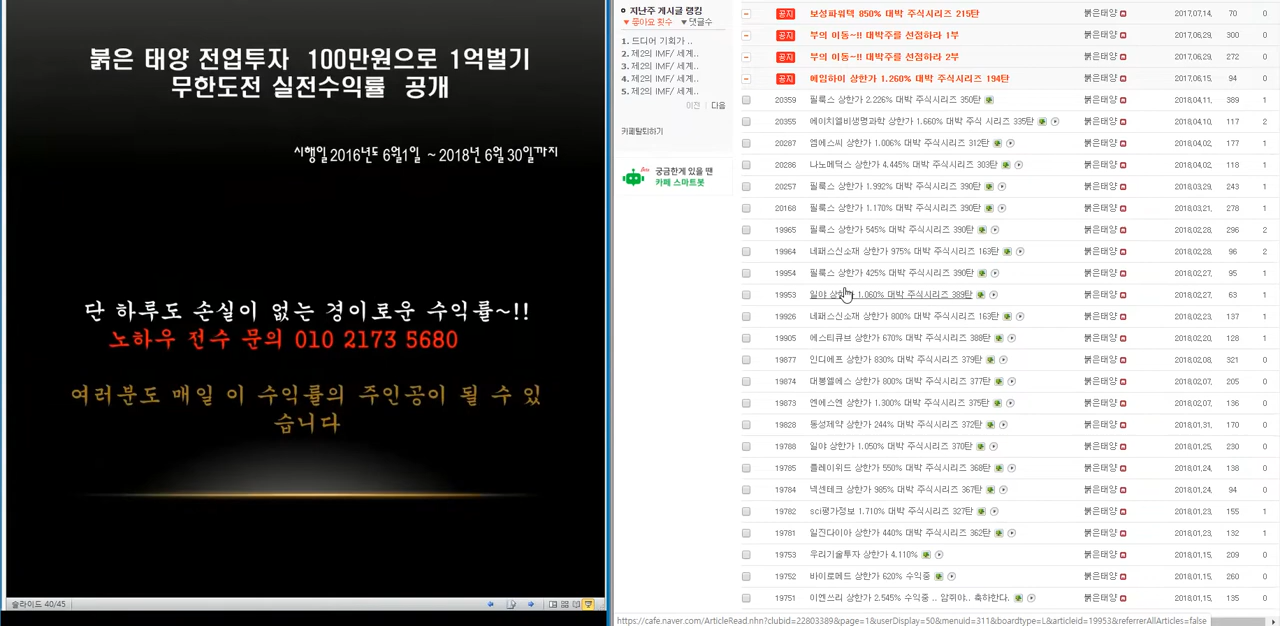 붉은 태양 전업투자 100만원으로 1억벌기
무한도전 실전수익률 공개
시행일 2016년도 6월1일 ~ 2018년 6월 30일까지
단 하루도 손실이 없는 경이로운 수익률~!!
노하우 전수 문의 010 2173 5680
여러분도 매일 이 수익률의 주인공이 될 수 있
습니다
슬라이드 40/45
지난주 게시글 랭킹
▼ 좋아요 횟수 ▼ 댓글수
1. 드디어 기회가 ..
2. 제2의 IMF/ 세계..
3. 제2의 IMF/ 세계..
4. 제2의 IMF/ 세계..
5. 제2의 IMF/ 세계..
이전 | 다음
카페탈퇴하기
궁금한게 있을 땐
카페 스마트봇
공지 보성파워텍 850% 대박 주식시리즈 215탄 붉은태양 2017.07.14. 70 0
공지 부의 이동~!! 대박주를 선점하라 1부 붉은태양 2017.06.29. 300 0
공지 부의 이동~!! 대박주를 선점하라 2부 붉은태양 2017.06.29. 272 0
공지 에임하이 상한가 1.260% 대박 주식시리즈 194탄 붉은태양 2017.06.15. 94 0
20359 필룩스 상한가 2.226% 대박 주식시리즈 350탄 붉은태양 2018.04.11. 389 1
20355 에이치엘비생명과학 상한가 1.660% 대박 주식 시리즈 335탄 붉은태양 2018.04.10. 117 2
20287 엡에스씨 상한가 1.006% 대박 주식시리즈 312탄 붉은태양 2018.04.02. 177 1
20286 나노메딕스 상한가 4.445% 대박 주식시리즈 303탄 붉은태양 2018.04.02. 118 1
20257 필룩스 상한가 1.992% 대박 주식시리즈 390탄 붉은태양 2018.03.29. 243 1
20168 필룩스 상한가 1.170% 대박 주식시리즈 390탄 붉은태양 2018.03.21. 278 1
19965 필룩스 상한가 545% 대박 주식시리즈 390탄 붉은태양 2018.02.28. 296 2
19964 네패스신소재 상한가 975% 대박 주식시리즈 163탄 붉은태양 2018.02.28. 96 2
19954 필룩스 상한가 425% 대박 주식시리즈 390탄 붉은태양 2018.02.27. 95 1
19953 일야 상한가 1.060% 대박 주식시리즈 389탄 붉은태양 2018.02.27. 63 1
19926 네패스신소재 상한가 800% 대박 주식시리즈 163탄 붉은태양 2018.02.23. 137 1
19905 에스티큐브 상한가 670% 대박 주식시리즈 388탄 붉은태양 2018.02.20. 128 1
19877 인디에프 상한가 830% 대박 주식시리즈 379탄 붉은태양 2018.02.08. 321 0
19874 대봉엘에스 상한가 800% 대박 주식시리즈 377탄 붉은태양 2018.02.07. 205 0
19873 엔에스엔 상한가 1.300% 대박 주식시리즈 375탄 붉은태양 2018.02.07. 136 0
19828 동성제약 상한가 244% 대박 주식시리즈 372탄 붉은태양 2018.01.31. 170 0
19788 일야 상한가 1.050% 대박 주식시리즈 370탄 붉은태양 2018.01.25. 230 0
19785 플레이위드 상한가 550% 대박 주식시리즈 368탄 붉은태양 2018.01.24. 138 0
19784 넥센테크 상한가 985% 대박 주식시리즈 367탄 붉은태양 2018.01.24. 94 0
19782 sci평가정보 1.710% 대박 주식시리즈 327탄 붉은태양 2018.01.23. 155 1
19781 일진다이아 상한가 440% 대박 주식시리즈 362탄 붉은태양 2018.01.23. 132 1
19753 우리기술투자 상한가 4.110% 붉은태양 2018.01.15. 209 0
19752 바이로메드 상한가 620% 수익중 붉은태양 2018.01.15. 260 0
19751 이엔쓰리 상한가 2.545% 수익중 .. 암쥐야.. 축하한다. 붉은태양 2018.01.15. 135 0
https://cafe.naver.com/ArticleRead.nhn?clubid=22803389&page=1&userDisplay=50&menuid=311&boardtype=L&articleid=19953&referrerAllArticles=false